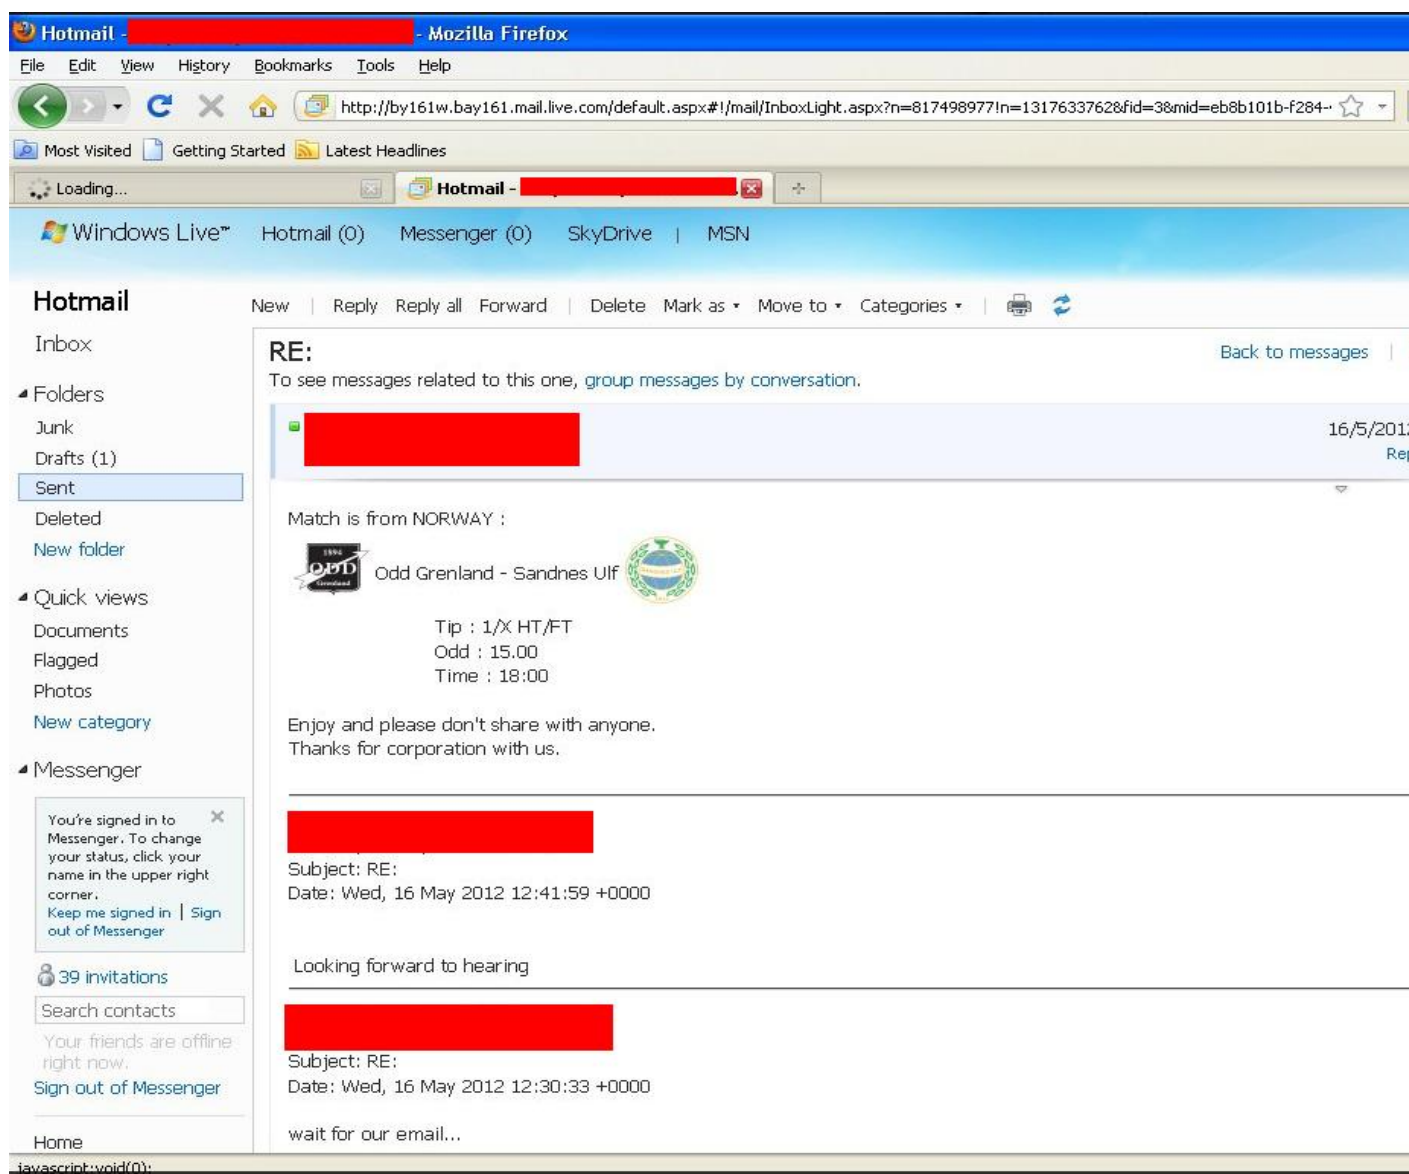 Hotmail - - Mozilla Firefox
File Edit View History Bookmarks Tools Help
http://by161w.bay161.mail.live.com/default.aspx#!/mail/InboxLight.aspx?n=817498977!n=1317633762&fid=3&mid=eb8b101b-f284-
Most Visited Getting Started Latest Headlines
Loading... Hotmail -
Windows Live™ Hotmail (0) Messenger (0) SkyDrive | MSN
Hotmail
New | Reply Reply all Forward | Delete Mark as Move to Categories |
Inbox
Folders
Junk
Drafts (1)
Sent
Deleted
New folder
Quick views
Documents
Flagged
Photos
New category
Messenger
You're signed in to
Messenger. To change
your status, click your
name in the upper right
corner.
Keep me signed in | Sign
out of Messenger
39 invitations
Search contacts
Your friends are offline
right now.
Sign out of Messenger
Home
RE:
Back to messages |
To see messages related to this one, group messages by conversation.
16/5/2012
Rep
Match is from NORWAY :
1894
ODD
Grenland
Odd Grenland - Sandnes Ulf
Tip : 1/X HT/FT
Odd : 15.00
Time : 18:00
Enjoy and please don't share with anyone.
Thanks for corporation with us.
Subject: RE:
Date: Wed, 16 May 2012 12:41:59 +0000
Looking forward to hearing
Subject: RE:
Date: Wed, 16 May 2012 12:30:33 +0000
wait for our email...
javascript:void(0);